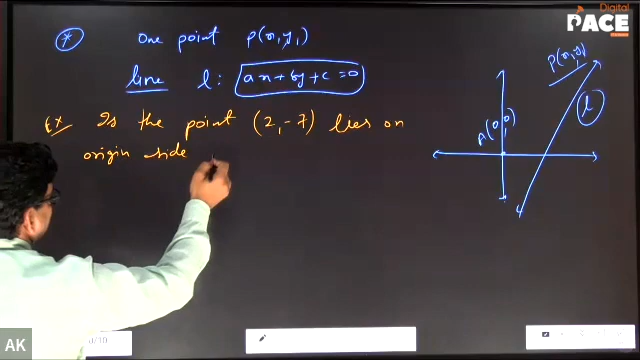 Digital
PACE
* One point P(x₁,y₁)
line l: ax+by+c=0
Ex Is the point (2,-7) lies on
origin side
P(x₁,y₁)
l
A(0,0)
AK